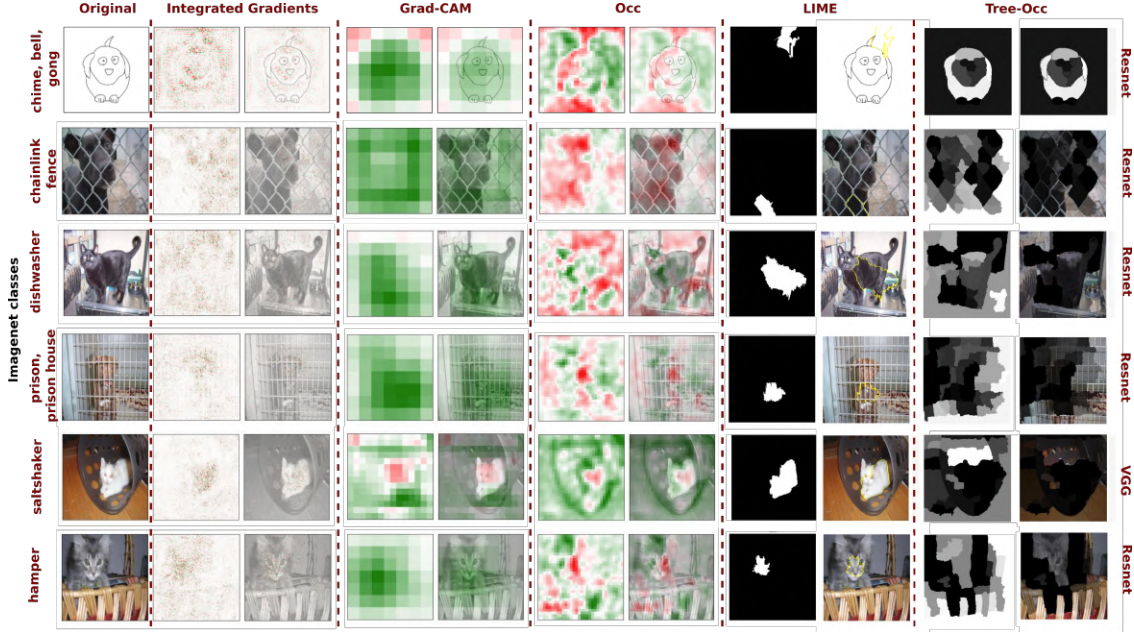 Original Integrated Gradients Grad-CAM Occ LIME Tree-Occ
Imagenet classes
chime, bell,
gong
Resnet
chainlink
fence
Resnet
dishwasher
Resnet
prison,
prison house
Resnet
saltshaker
VGG
hamper
Resnet